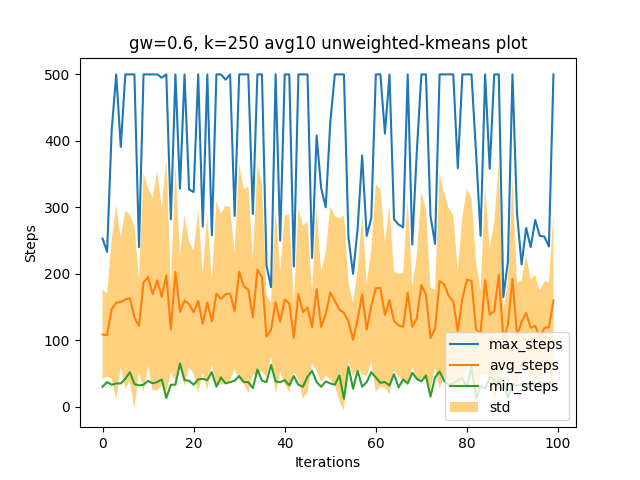 gw=0.6, k=250 avg10 unweighted-kmeans plot
500
400
300
200
100
0
Steps
0 20 40 60 80 100
Iterations
max_steps
avg_steps
min_steps
std